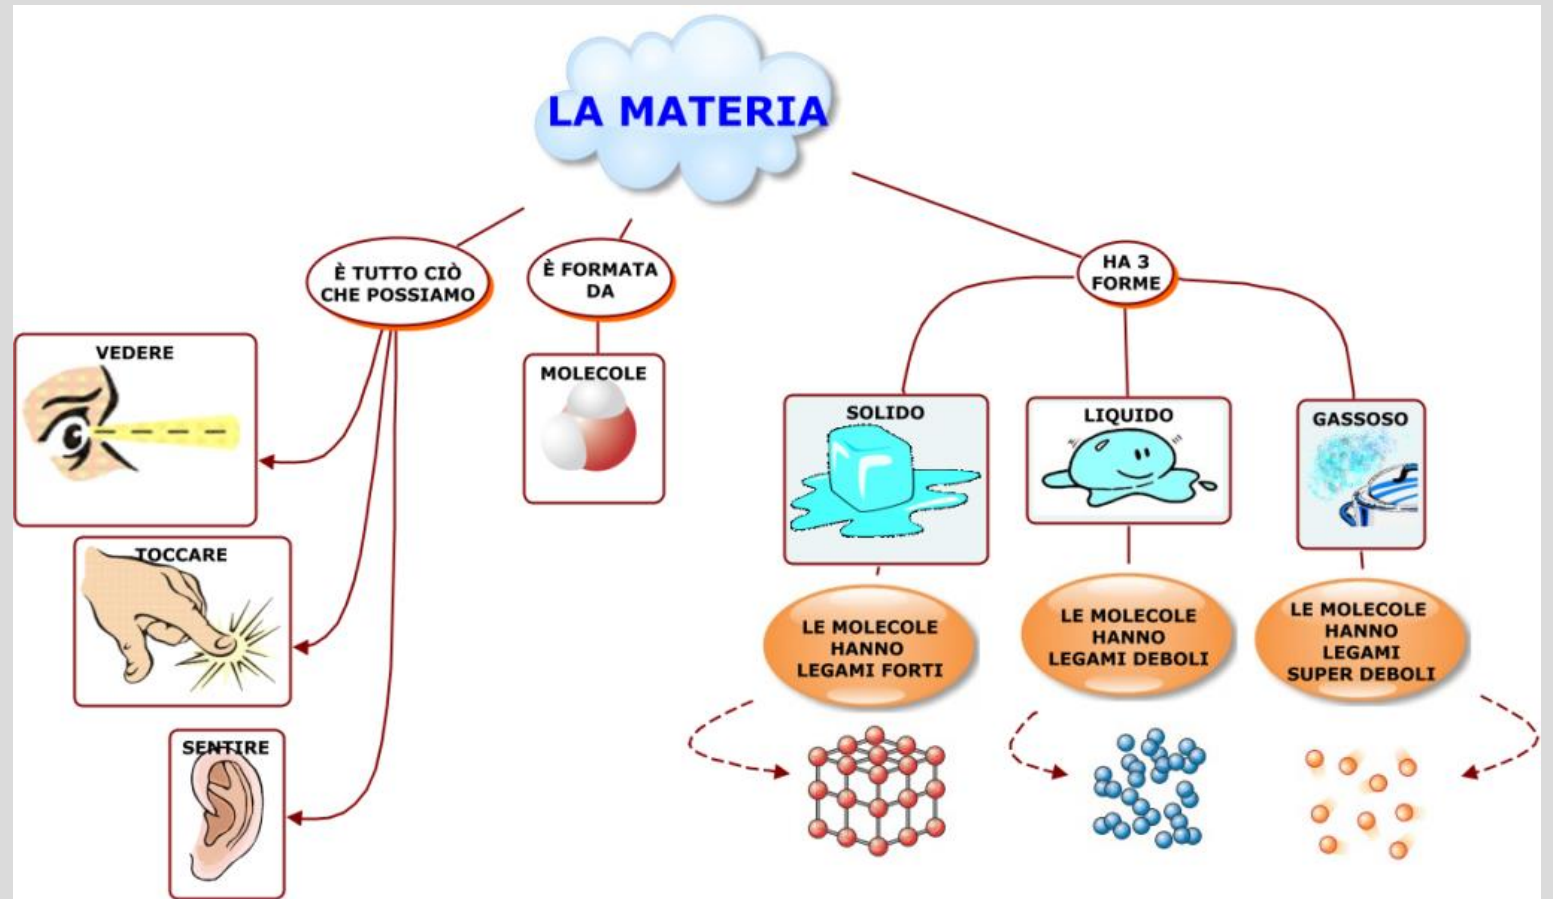 LA MATERIA
È TUTTO CIÒ
CHE POSSIAMO
VEDERE
TOCCARE
SENTIRE
È FORMATA
DA
MOLECOLE
HA 3
FORME
SOLIDO
LE MOLECOLE
HANNO
LEGAMI FORTI
LIQUIDO
LE MOLECOLE
HANNO
LEGAMI DEBOLI
GASSOSO
LE MOLECOLE
HANNO
LEGAMI
SUPER DEBOLI